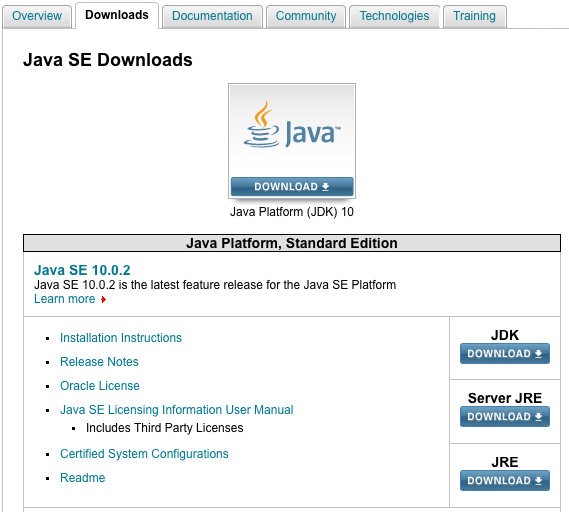 Overview Downloads Documentation Community Technologies Training
Java SE Downloads
Java™
DOWNLOAD
Java Platform (JDK) 10
Java Platform, Standard Edition
Java SE 10.0.2
Java SE 10.0.2 is the latest feature release for the Java SE Platform
Learn more
Installation Instructions
Release Notes
Oracle License
Java SE Licensing Information User Manual
Includes Third Party Licenses
Certified System Configurations
Readme
JDK
DOWNLOAD
Server JRE
DOWNLOAD
JRE
DOWNLOAD